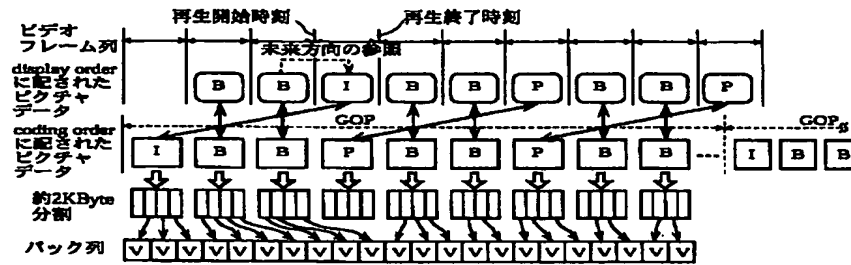 再生開始時刻 再生終了時刻
ビデオ
フレーム列
未来方向の参照
display order
に配された
ピクチャ
データ
B B I B B P B B P
GOP GOP
coding order
に配された
ピクチャ
データ
I B B P B B P B B I B B
約2KByte
分割
パック列
V V V V V V V V V V V V V V V V V V V V V V